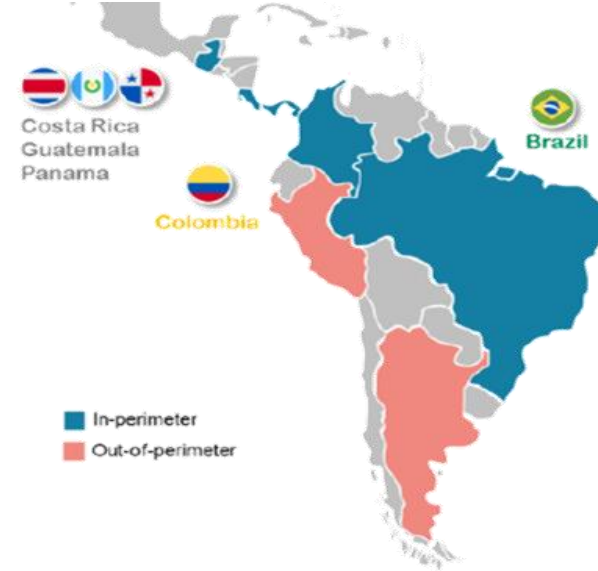 Costa Rica
Guatemala
Panama
Brazil
Colombia
In-perimeter
Out-of-perimeter